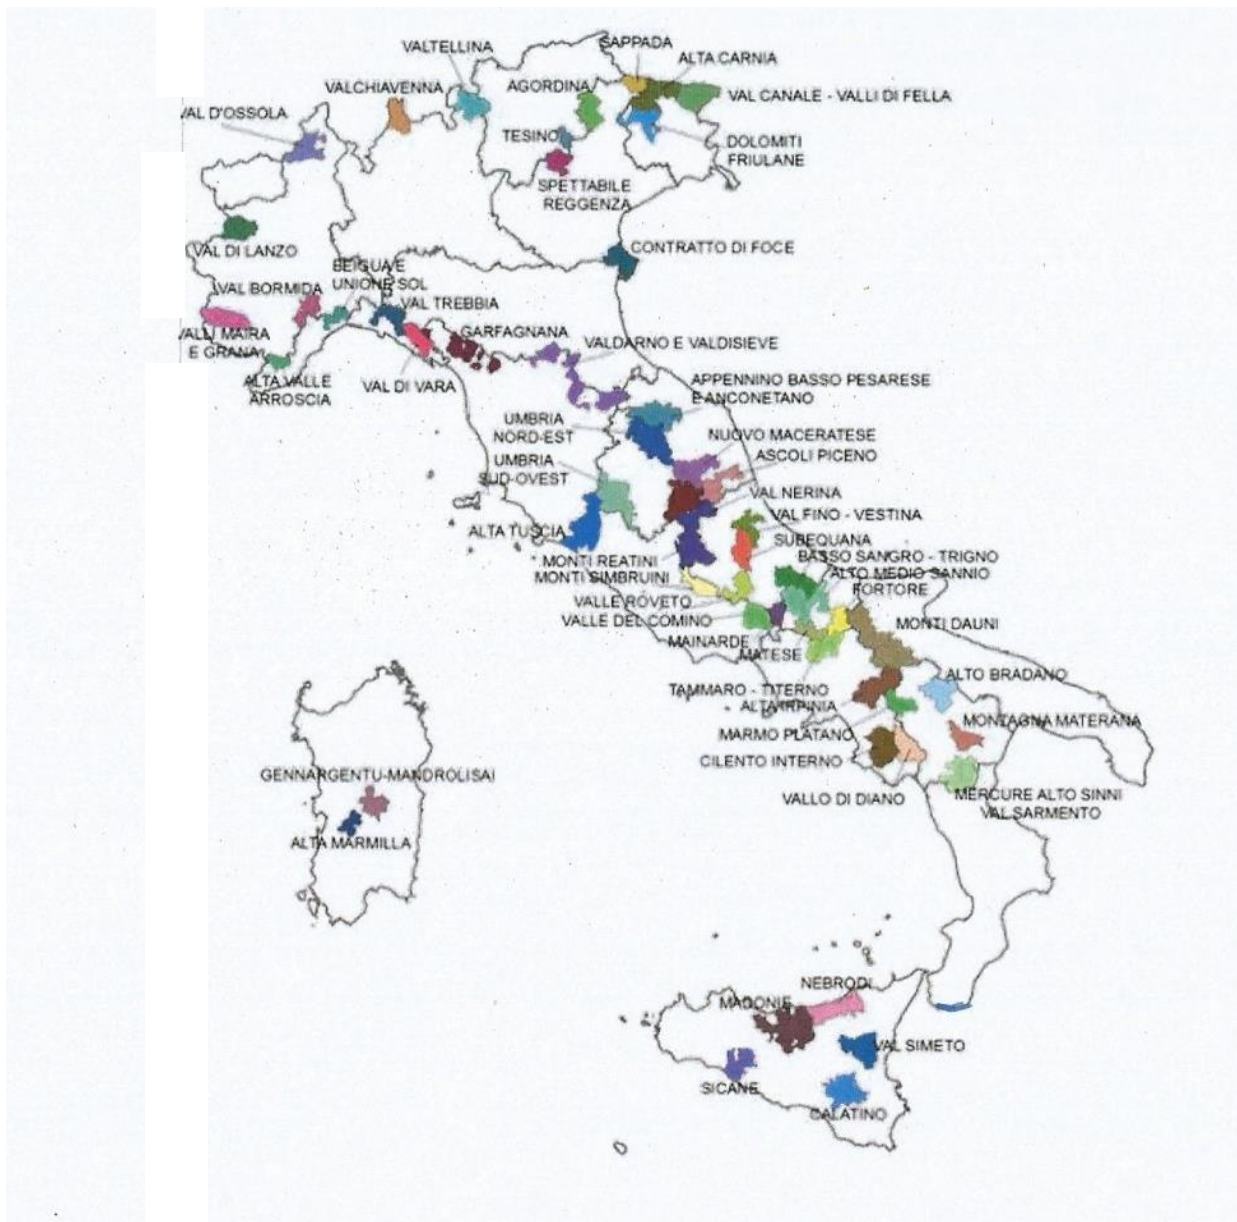 SAPPADA
VALTELLINA
ALTA CARNIA
VALCHIAVENNA
AGORDINA
VAL CANALE - VALLI DI FELLA
VAL D'OSSOLA
TESINO
DOLOMITI
FRIULANE
SPETTABILE
REGGENZA
VAL DI LANZO
CONTRATTO DI FOCE
BEIGUA E
UNIONE SOL
VAL BORMIDA
VAL TREBBIA
VALLI MAIRA
E GRANA
GARFAGNANA
VALDARNO E VALDISIEVE
ALTA VALLE
ARROSCIA
VAL DI VARA
APPENNINO BASSO PESARESE
E ANCONETANO
UMBRIA
NORD-EST
NUOVO MACERATESE
ASCOLI PICENO
UMBRIA
SUD-OVEST
VAL NERINA
VAL FINO - VESTINA
ALTA TUSCIA
SUBEQUANA
MONTI REATINI
BASSO SANGRO - TRIGNO
MONTI SIMBRUINI
ALTO MEDIO SANNIO
FORTORE
VALLE ROVETO
VALLE DEL COMINO
MONTI DAUNI
MAINARDE
MATESE
ALTO BRADANO
TAMMARO - TITERNO
ALTA IRPINIA
MONTAGNA MATERANA
MARMO PLATANO
CILENTO INTERNO
GENNARGENTU-MANDROLISAI
VALLO DI DIANO
MERCURE ALTO SINNI
VAL SARMENTO
ALTA MARMILLA
NEBRODI
MADONIE
VAL SIMETO
SICANE
CALATINO